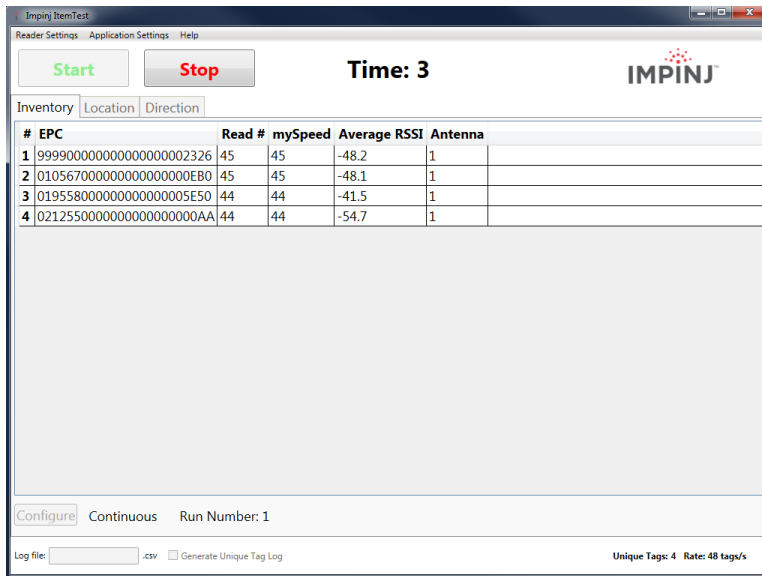 Impinj ItemTest
Reader Settings Application Settings Help
Start Stop Time: 3 IMPINJ
Inventory Location Direction
# EPC Read # mySpeed Average RSSI Antenna
1 999900000000000000002326 45 45 -48.2 1
2 010567000000000000000EB0 45 45 -48.1 1
3 019558000000000000005E50 44 44 -41.5 1
4 0212550000000000000000AA 44 44 -54.7 1
Configure Continuous Run Number: 1
Log file: .csv Generate Unique Tag Log Unique Tags: 4 Rate: 48 tags/s